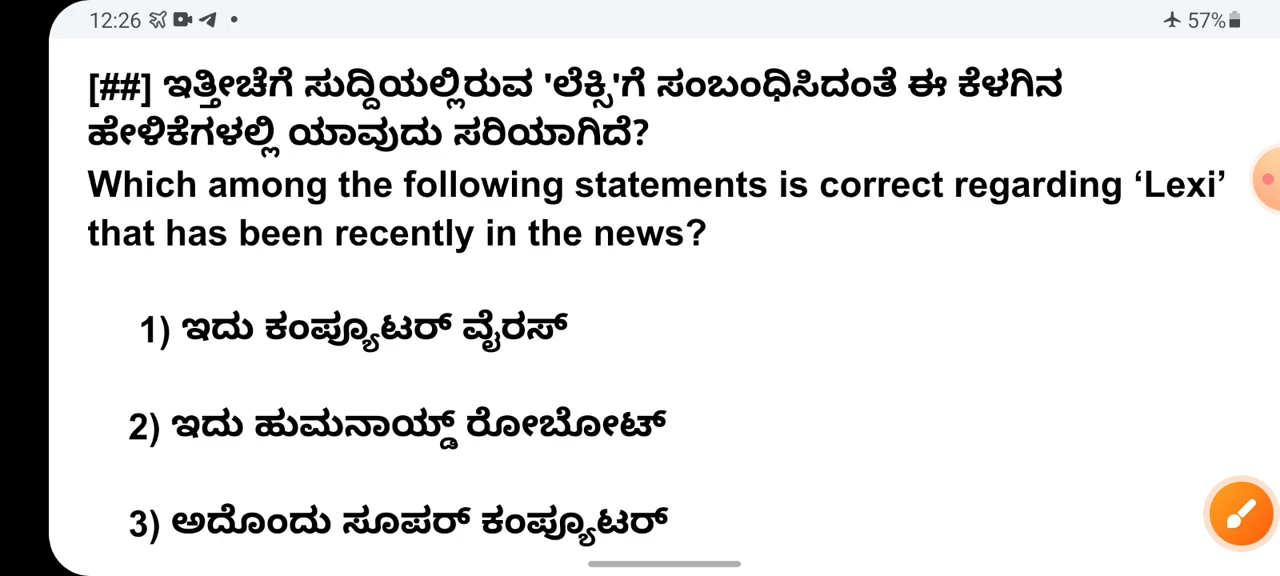 12:26
57%
[##] ಇತ್ತೀಚೆಗೆ ಸುದ್ದಿಯಲ್ಲಿರುವ 'ಲೆಕ್ಸಿ'ಗೆ ಸಂಬಂಧಿಸಿದಂತೆ ಈ ಕೆಳಗಿನ
ಹೇಳಿಕೆಗಳಲ್ಲಿ ಯಾವುದು ಸರಿಯಾಗಿದೆ?
Which among the following statements is correct regarding ‘Lexi’
that has been recently in the news?
1) ಇದು ಕಂಪ್ಯೂಟರ್ ವೈರಸ್
2) ಇದು ಹುಮನಾಯ್ಡ್ ರೋಬೋಟ್
3) ಅದೊಂದು ಸೂಪರ್ ಕಂಪ್ಯೂಟರ್